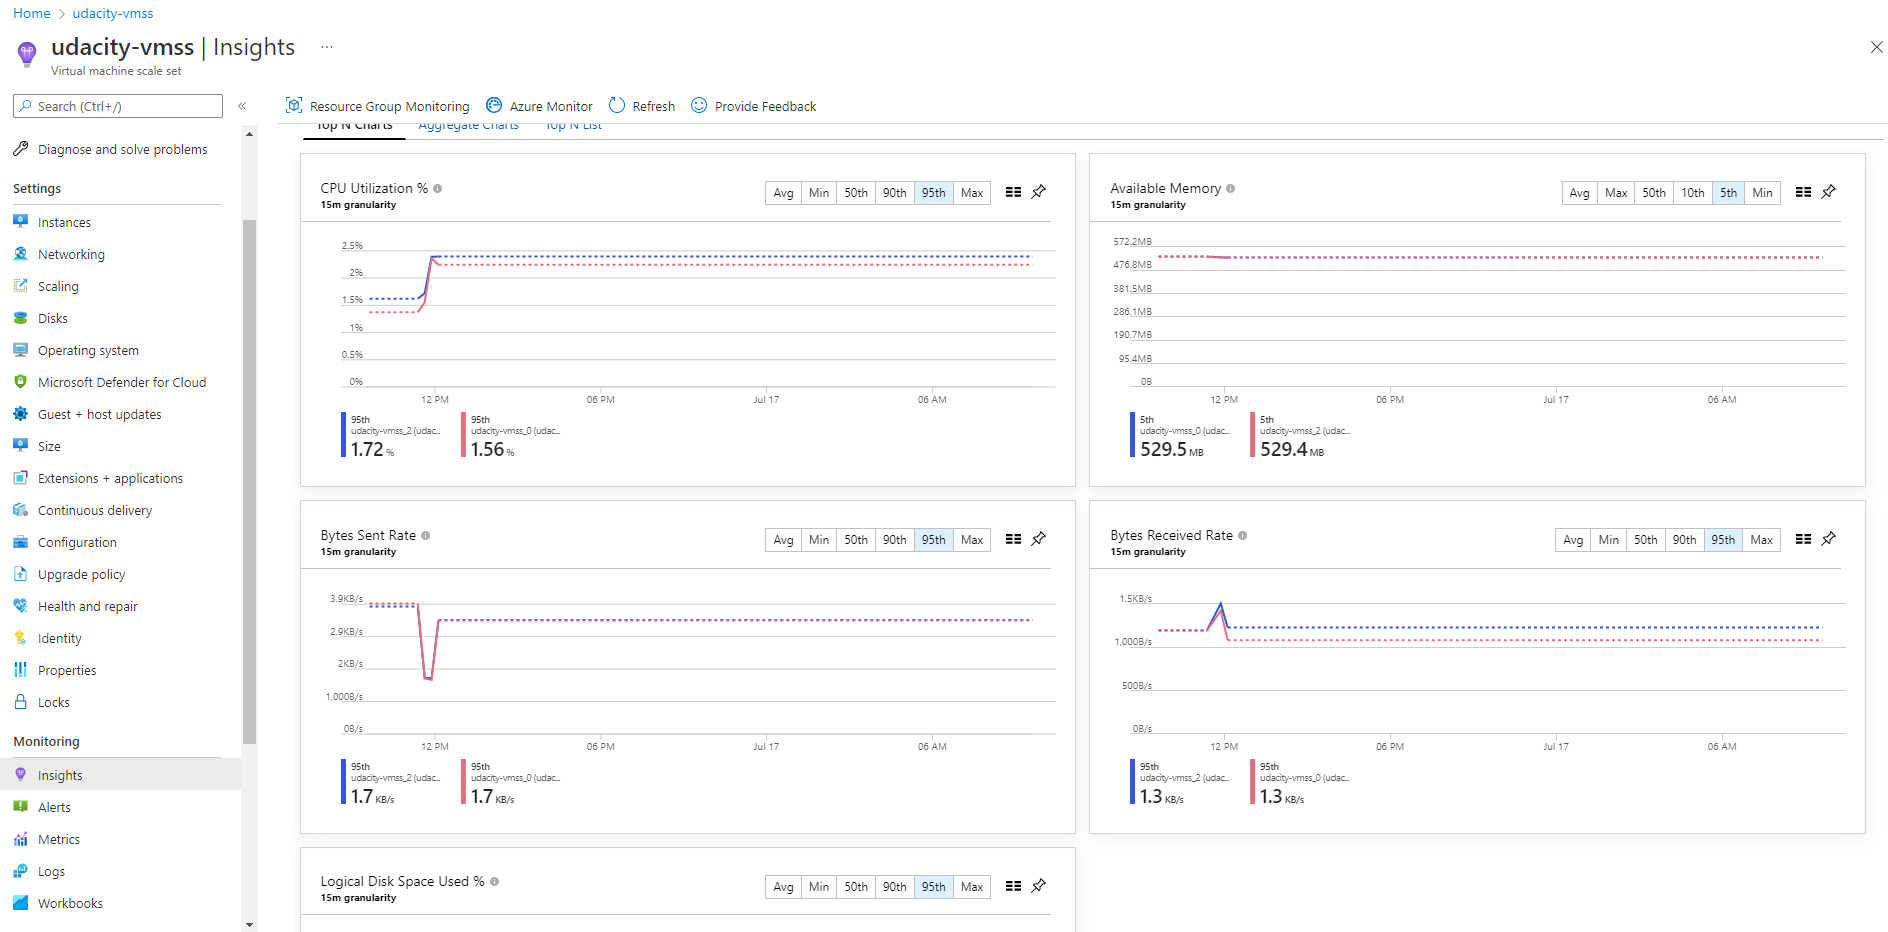 Home > udacity-vmss
udacity-vmss | Insights ...
Virtual machine scale set
Search (Ctrl+/)
«
Diagnose and solve problems
Settings
Instances
Networking
Scaling
Disks
Operating system
Microsoft Defender for Cloud
Guest + host updates
Size
Extensions + applications
Continuous delivery
Configuration
Upgrade policy
Health and repair
Identity
Properties
Locks
Monitoring
Insights
Alerts
Metrics
Logs
Workbooks
Resource Group Monitoring Azure Monitor Refresh Provide Feedback
Top N Charts Aggregate Charts Top N List
CPU Utilization %
15m granularity
Avg Min 50th 90th 95th Max
2.5%
2%
1.5%
1%
0.5%
0%
12 PM 06 PM Jul 17 06 AM
95th
udacity-vmss_2 (udac...
1.72 %
95th
udacity-vmss_0 (udac...
1.56 %
Available Memory
15m granularity
Avg Max 50th 10th 5th Min
572.2MB
476.8MB
381.5MB
286.1MB
190.7MB
95.4MB
0B
12 PM 06 PM Jul 17 06 AM
5th
udacity-vmss_0 (udac...
529.5 MB
5th
udacity-vmss_2 (udac...
529.4 MB
Bytes Sent Rate
15m granularity
Avg Min 50th 90th 95th Max
3.9KB/s
2.9KB/s
2KB/s
1,000B/s
0B/s
12 PM 06 PM Jul 17 06 AM
95th
udacity-vmss_2 (udac...
1.7 KB/s
95th
udacity-vmss_0 (udac...
1.7 KB/s
Bytes Received Rate
15m granularity
Avg Min 50th 90th 95th Max
1.5KB/s
1,000B/s
500B/s
0B/s
12 PM 06 PM Jul 17 06 AM
95th
udacity-vmss_2 (udac...
1.3 KB/s
95th
udacity-vmss_0 (udac...
1.3 KB/s
Logical Disk Space Used %
15m granularity
Avg Min 50th 90th 95th Max